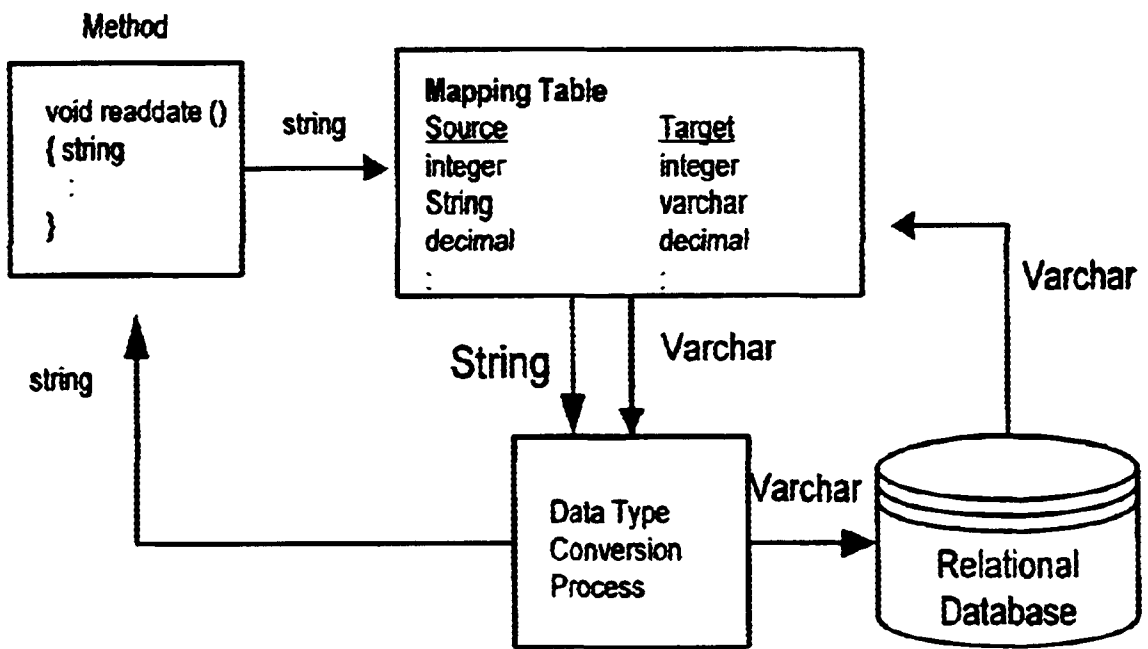 Method
void readdate ()
{ string
:
}
string
Mapping Table
Source Target
integer integer
String varchar
decimal decimal
: :
Varchar
String
Varchar
string
Data Type
Conversion
Process
Varchar
Relational
Database